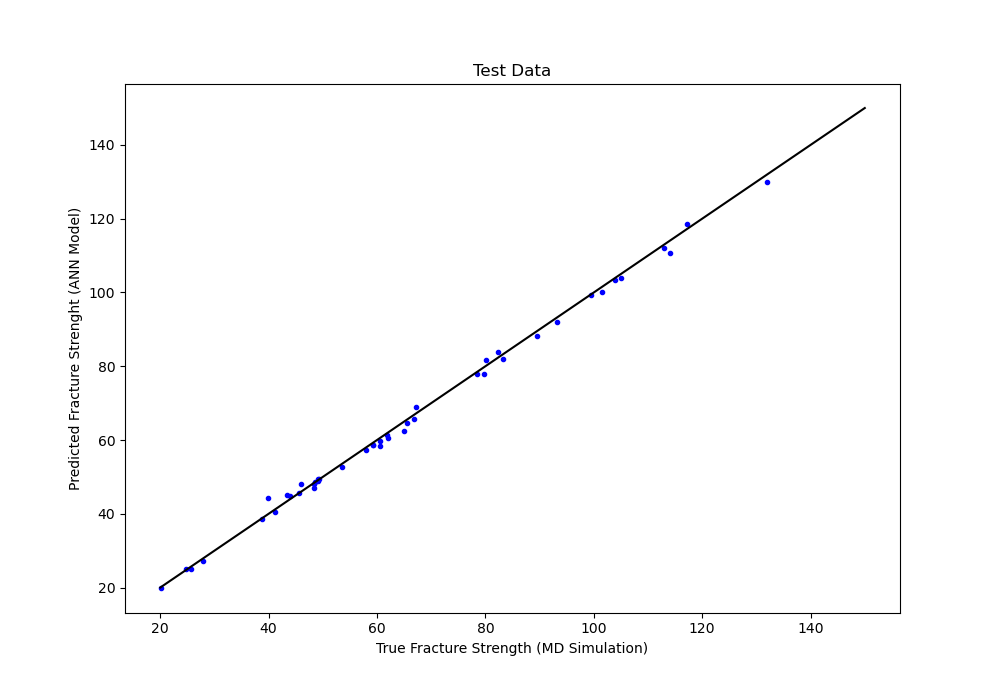 Test Data
Predicted Fracture Strenght (ANN Model)
140
120
100
80
60
40
20
20 40 60 80 100 120 140
True Fracture Strength (MD Simulation)